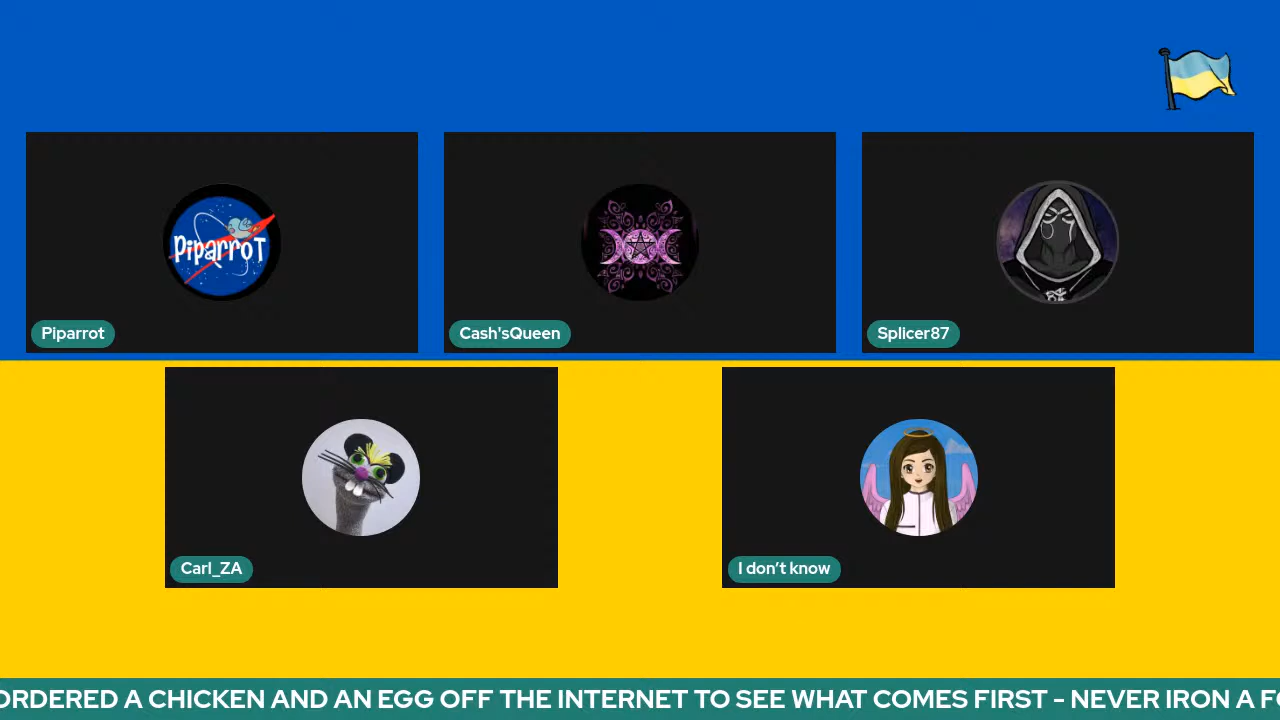 PiparroT
Piparrot
Cash'sQueen
Splicer87
Carl_ZA
I don’t know
ORDERED A CHICKEN AND AN EGG OFF THE INTERNET TO SEE WHAT COMES FIRST - NEVER IRON A